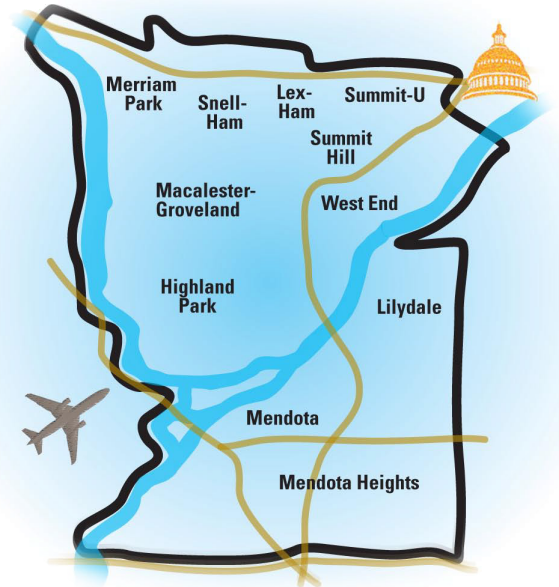 Merriam
Park
Snell-
Ham
Lex-
Ham
Summit-U
Summit
Hill
Macalester-
Groveland
West End
Highland
Park
Lilydale
Mendota
Mendota Heights